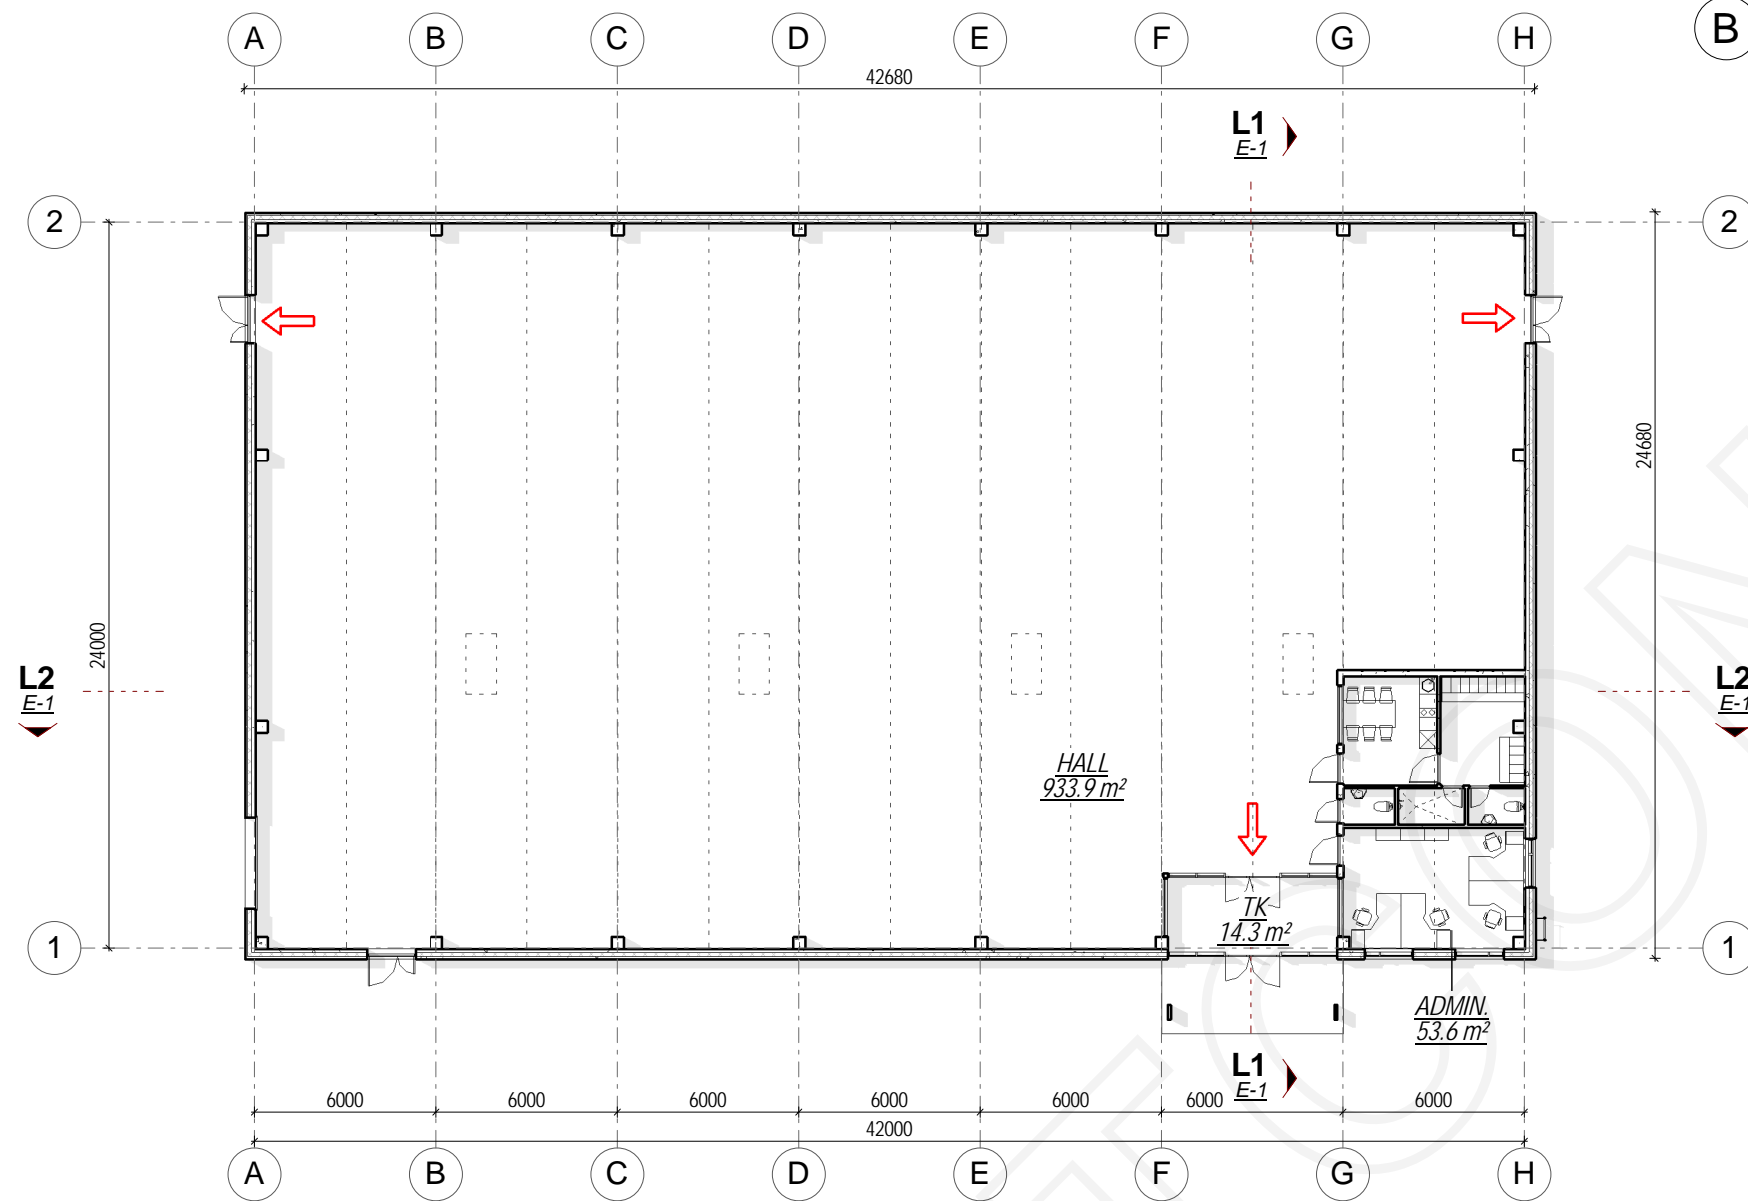 A B C D E F G H B
42680
L1
E-1
2 2
24680
24000
L2
E-1
L2
E-1
HALL
933.9 m²
TK
14.3 m²
1 1
ADMIN.
53.6 m²
L1
E-1
6000 6000 6000 6000 6000 6000 6000
42000
A B C D E F G H